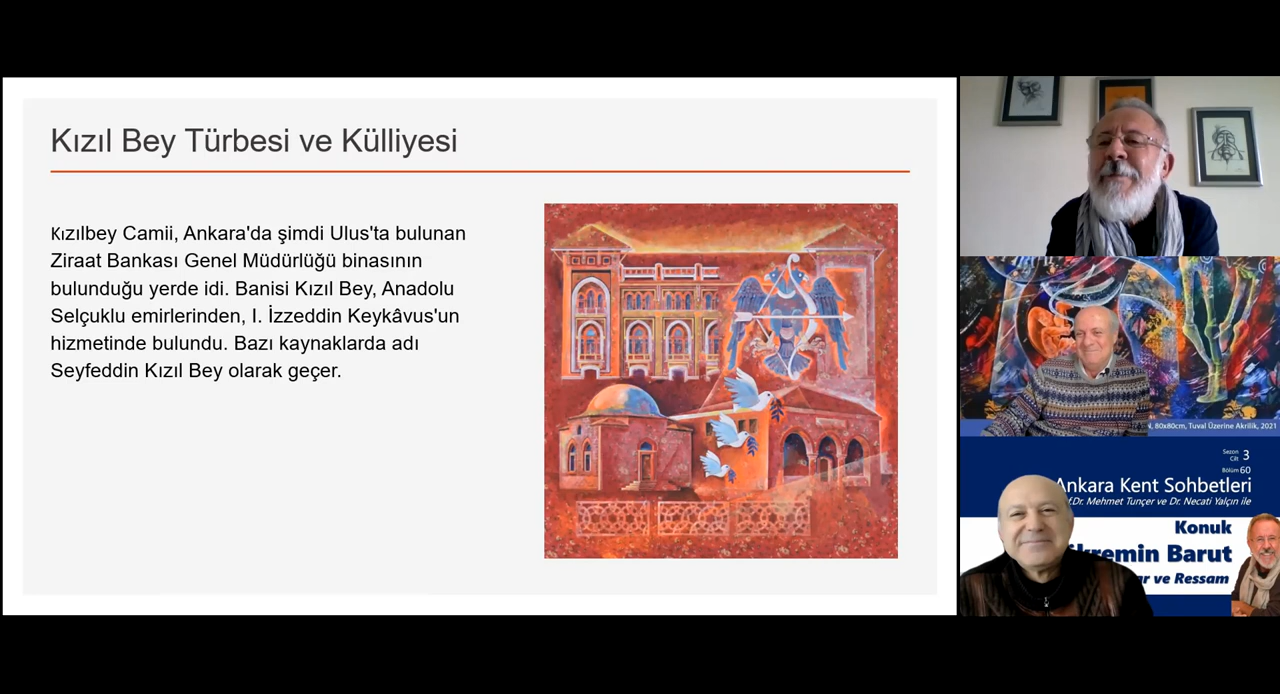 Kızıl Bey Türbesi ve Külliyesi
Kızılbey Camii, Ankara'da şimdi Ulus'ta bulunan
Ziraat Bankası Genel Müdürlüğü binasının
bulunduğu yerde idi. Banisi Kızıl Bey, Anadolu
Selçuklu emirlerinden, I. İzzeddin Keykâvus'un
hizmetinde bulundu. Bazı kaynaklarda adı
Seyfeddin Kızıl Bey olarak geçer.
80x80cm, Tuval Üzerine Akrilik, 2021
Sezon
Cilt 3
Bölüm 60
Ankara Kent Sohbetleri
Dr. Mehmet Tunçer ve Dr. Necati Yalçın ile
Konuk
Barut
ve Ressam